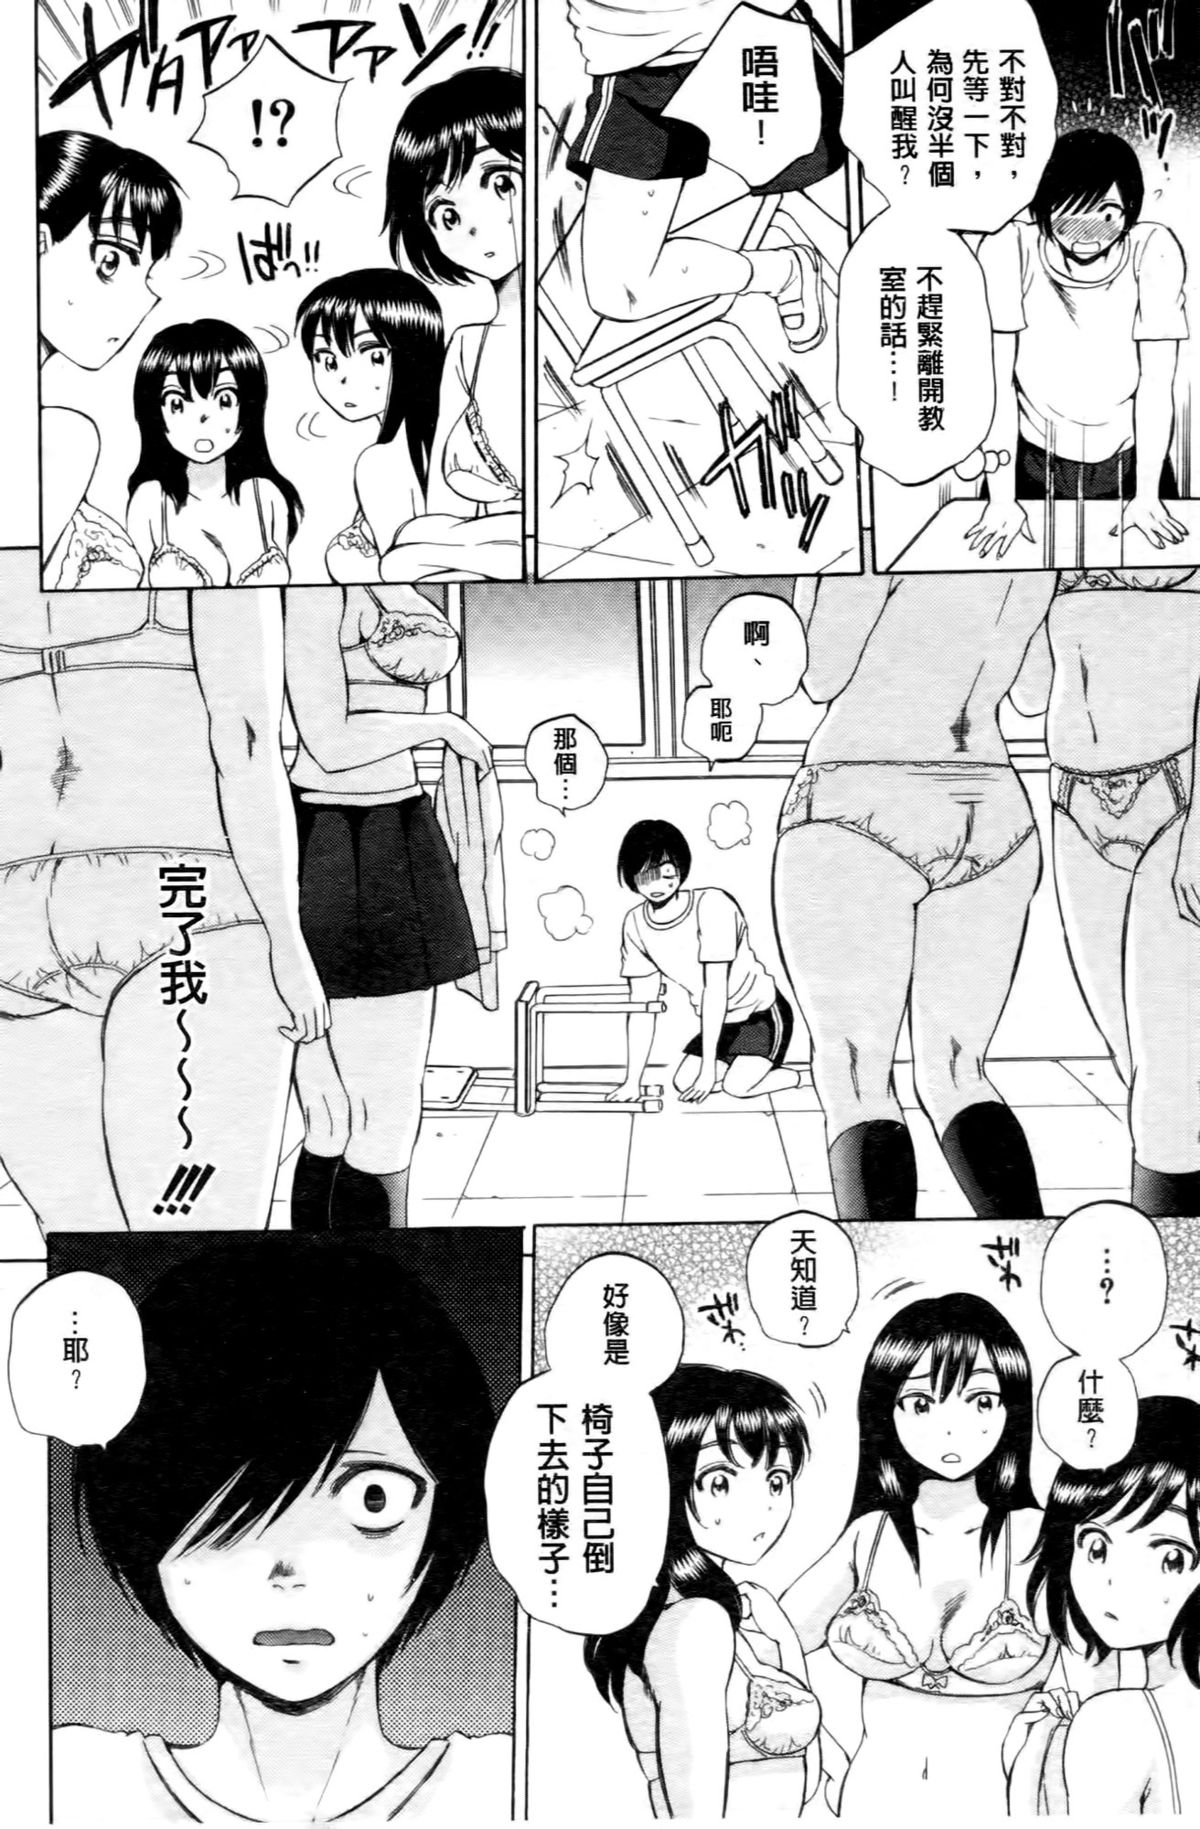 不對不對，
先等一下，
為何沒半個
人叫醒我？
不趕緊離開教
室的話…！
唔哇！
ガタアァァアン!!
!?
ばっ!!
啊、
耶呃
那個…
完了我～～～!!!
…?
什麼？
天知道？
好像是
椅子自己倒
下去的樣子…
…耶？